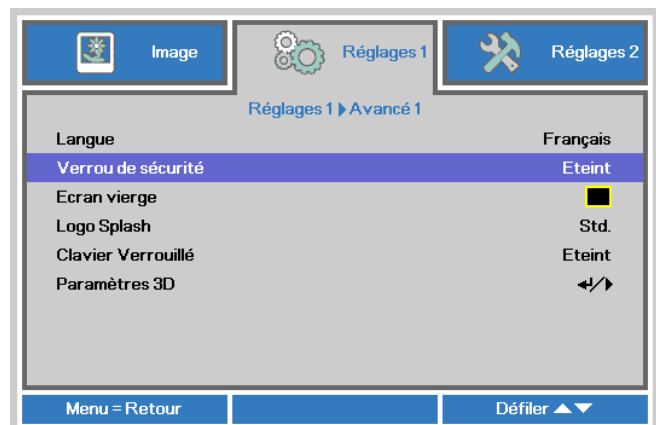 Image
Réglages 1
Réglages 2
Réglages 1 Avancé 1
Langue Français
Verrou de sécurité Eteint
Ecran vierge
Logo Splash Std.
Clavier Verrouillé Eteint
Paramètres 3D
Menu = Retour
Défiler